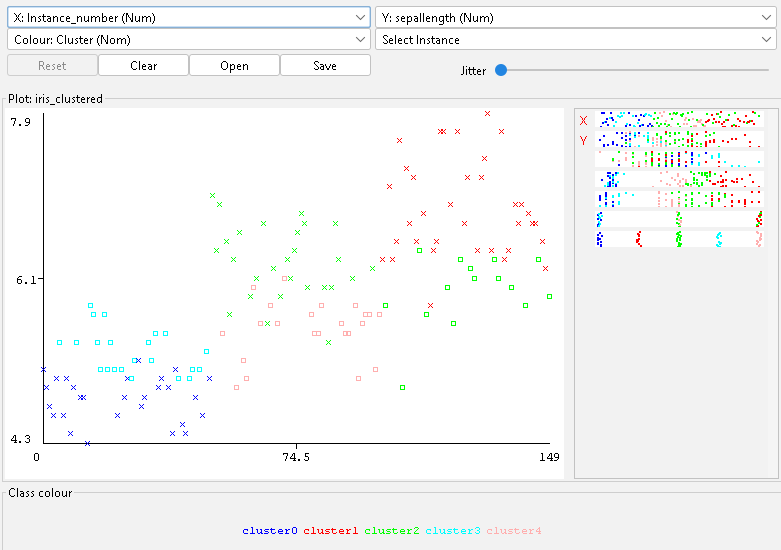 X: Instance_number (Num) Y: sepallength (Num)
Colour: Cluster (Nom) Select Instance
Reset Clear Open Save Jitter
Plot: iris_clustered
7.9
6.1
4.3
0 74.5 149
X
Y
Class colour
cluster0 cluster1 cluster2 cluster3 cluster4